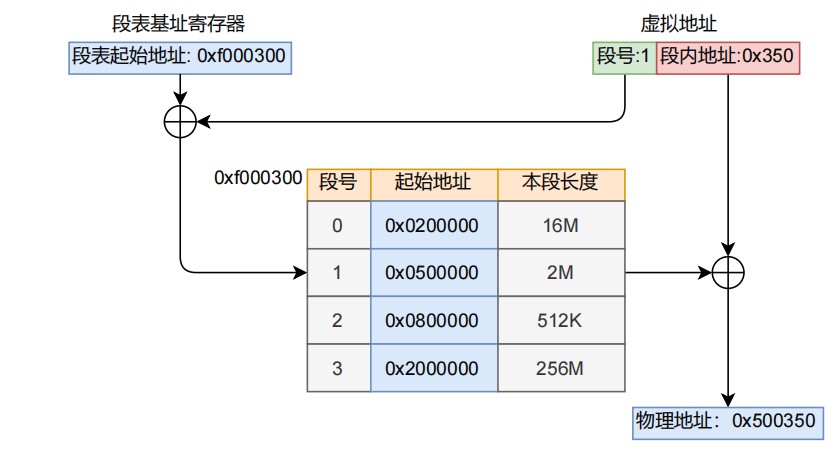 段表基址寄存器
段表起始地址: 0xf000300
虚拟地址
段号:1 段内地址:0x350
0xf000300
段号 起始地址 本段长度
0 0x0200000 16M
1 0x0500000 2M
2 0x0800000 512K
3 0x2000000 256M
物理地址：0x500350